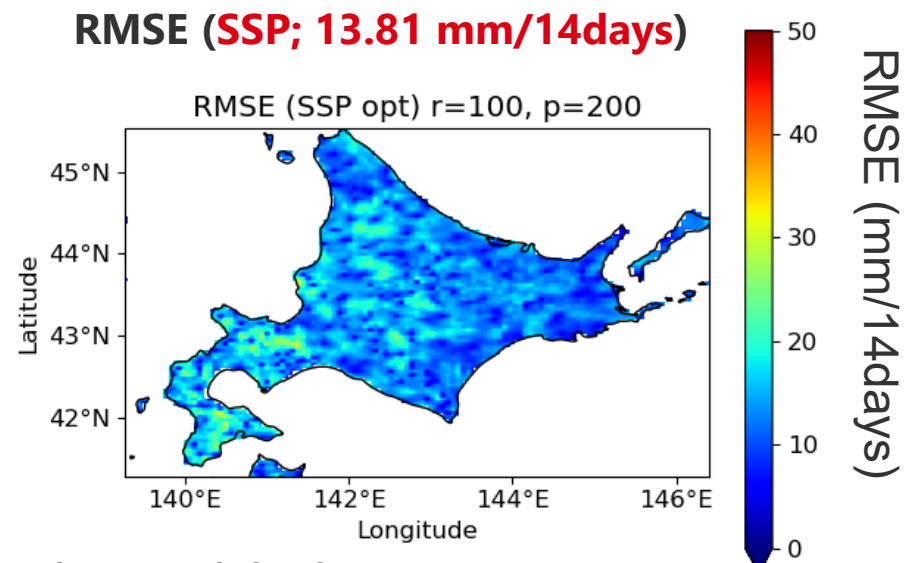 RMSE (SSP; 13.81 mm/14days)
RMSE (SSP opt) r=100, p=200
45°N
44°N
43°N
42°N
Latitude
140°E 142°E 144°E 146°E
Longitude
50
40
30
20
10
0
RMSE (mm/14days)